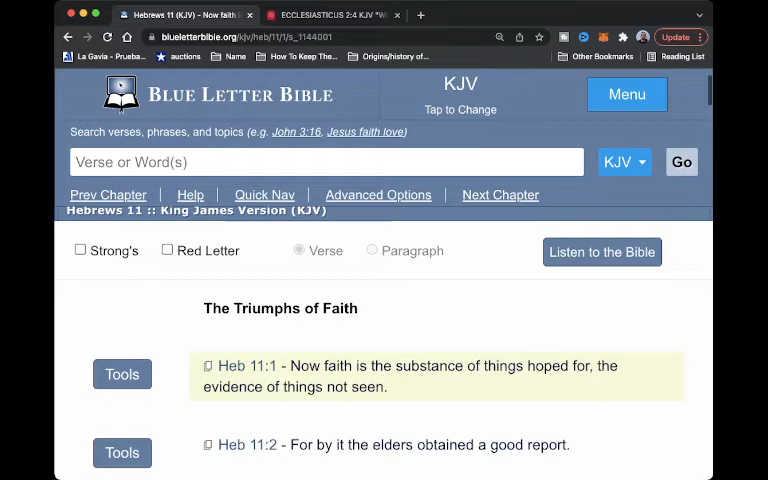 Hebrews 11 (KJV) - Now faith
ECCLESIASTICUS 2:4 KJV "W
blueletterbible.org/kjv/heb/11/1/s_1144001
Update
La Gavia - Prueba...
auctions
Name
How To Keep The...
Origins/history of...
Other Bookmarks
Reading List
BLUE LETTER BIBLE
KJV
Tap to Change
Menu
Search verses, phrases, and topics (e.g. John 3:16, Jesus faith love)
Verse or Word(s)
KJV
Go
Prev Chapter
Help
Quick Nav
Advanced Options
Next Chapter
Hebrews 11 :: King James Version (KJV)
Strong's
Red Letter
Verse
Paragraph
Listen to the Bible
The Triumphs of Faith
Tools
Heb 11:1 - Now faith is the substance of things hoped for, the
evidence of things not seen.
Tools
Heb 11:2 - For by it the elders obtained a good report.